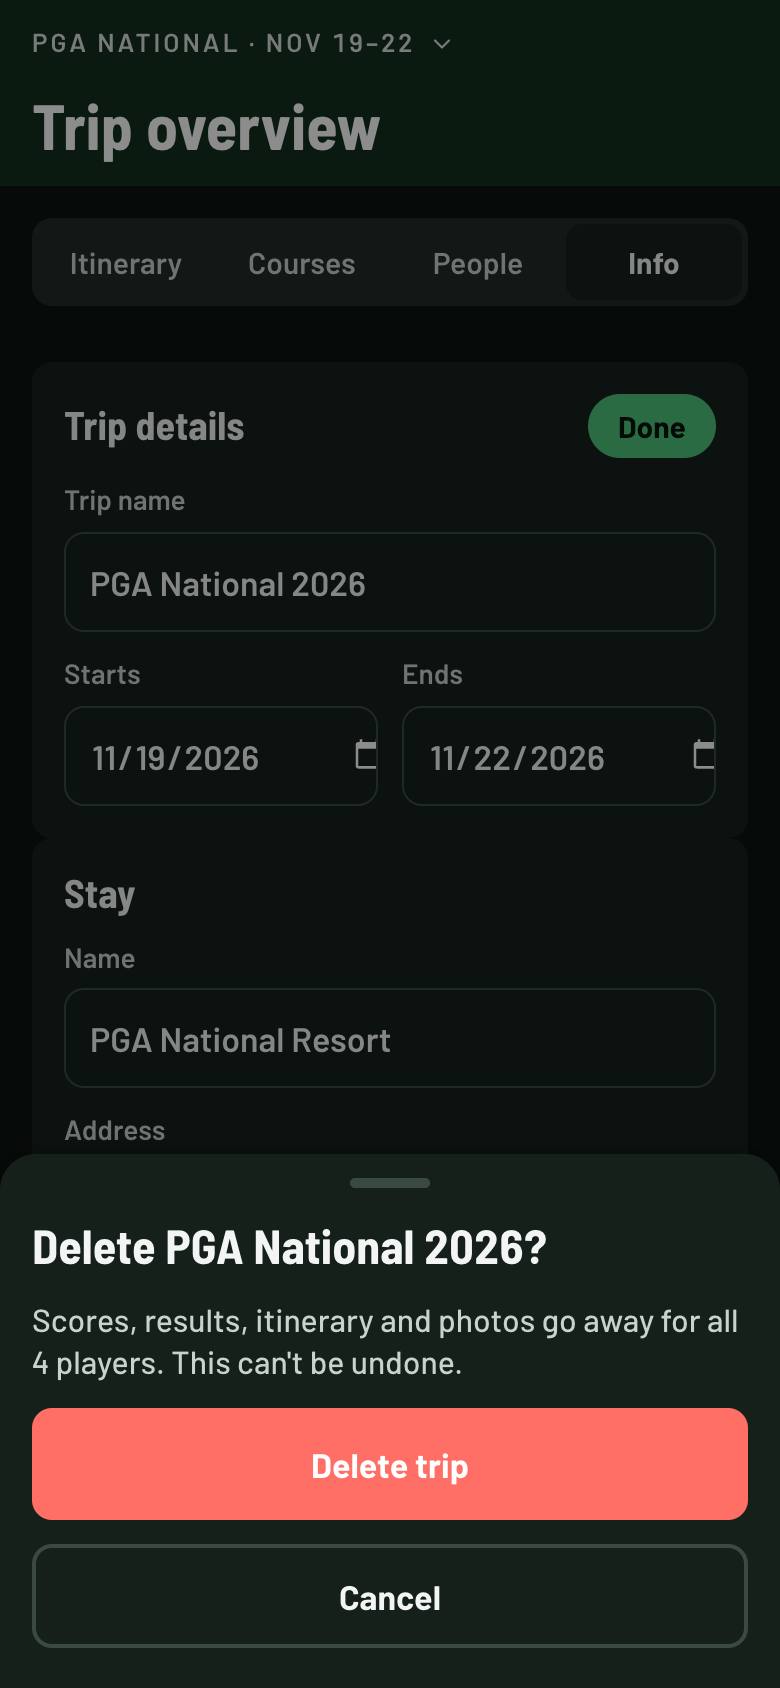 PGA NATIONAL · NOV 19–22
Trip overview
Itinerary Courses People Info
Trip details Done
Trip name
PGA National 2026
Starts Ends
11/19/2026 11/22/2026
Stay
Name
PGA National Resort
Address
Delete PGA National 2026?
Scores, results, itinerary and photos go away for all
4 players. This can't be undone.
Delete trip
Cancel